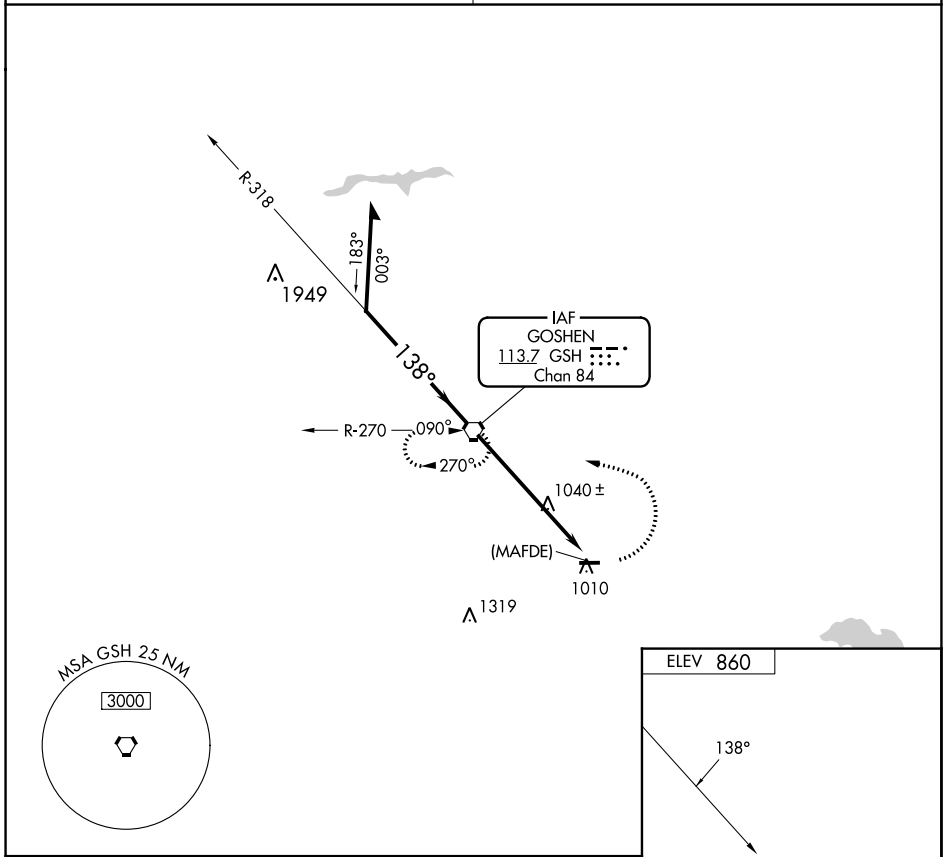 R-318
183°
003°
1949
IAF
GOSHEN
113.7 GSH
Chan 84
138°
R-270 090°
270°
1040 ±
(MAFDE)
1010
1319
MSA GSH 25 NM
3000
ELEV 860
138°